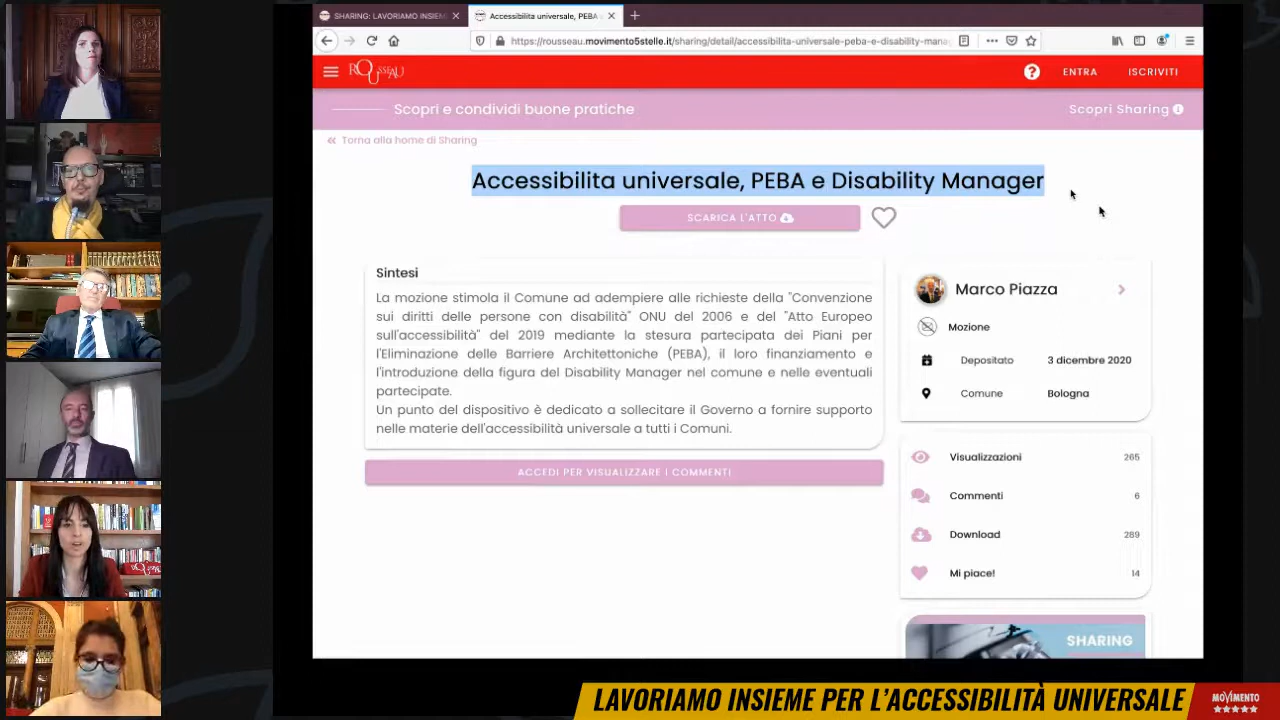 SHARING: LAVORIAMO INSIEM
Accessibilita universale, PEBA
https://rousseau.movimento5stelle.it/sharing/detail/accessibilita-universale-peba-e-disability-mana
ROUSSEAU
ENTRA
ISCRIVITI
Scopri e condividi buone pratiche
Scopri Sharing
Torna alla home di Sharing
Accessibilita universale, PEBA e Disability Manager
SCARICA L'ATTO
Sintesi
La mozione stimola il Comune ad adempiere alle richieste della "Convenzione
sui diritti delle persone con disabilità" ONU del 2006 e del "Atto Europeo
sull'accessibilità" del 2019 mediante la stesura partecipata dei Piani per
l'Eliminazione delle Barriere Architettoniche (PEBA), il loro finanziamento e
l'introduzione della figura del Disability Manager nel comune e nelle eventuali
partecipate.
Un punto del dispositivo è dedicato a sollecitare il Governo a fornire supporto
nelle materie dell'accessibilità universale a tutti i Comuni.
ACCEDI PER VISUALIZZARE I COMMENTI
Marco Piazza
Mozione
Depositato 3 dicembre 2020
Comune Bologna
Visualizzazioni 265
Commenti 6
Download 289
Mi piace! 14
SHARING
LAVORIAMO INSIEME PER L'ACCESSIBILITÀ UNIVERSALE
MOVIMENTO